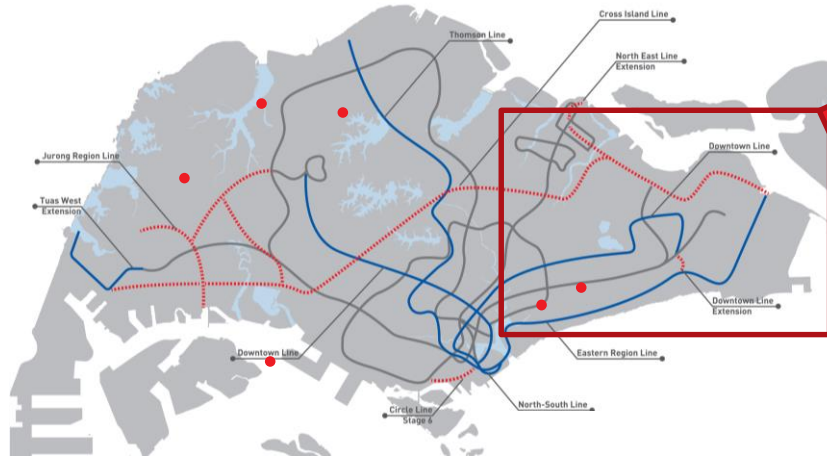 Cross Island Line
Thomson Line
North East Line
Extension
Downtown Line
Jurong Region Line
Tuas West
Extension
Downtown Line
Extension
Downtown Line
Eastern Region Line
Circle Line
Stage 6
North-South Line